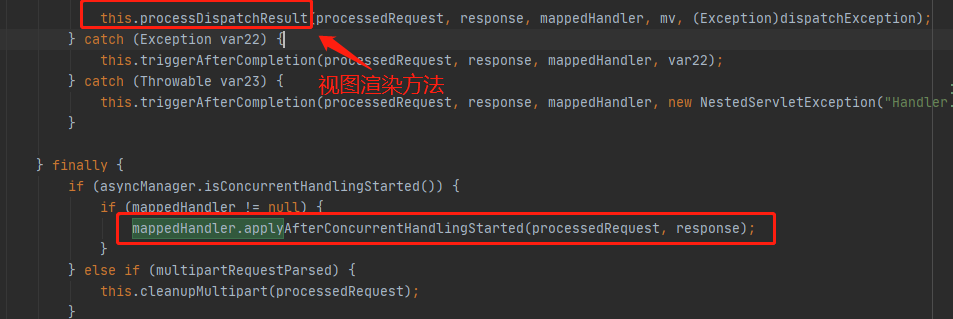 this.processDispatchResult(processedRequest, response, mappedHandler, mv, (Exception)dispatchException);
} catch (Exception var22) {
this.triggerAfterCompletion(processedRequest, response, mappedHandler, var22);
} catch (Throwable var23) {
视图渲染方法
this.triggerAfterCompletion(processedRequest, response, mappedHandler, new NestedServletException("Handler.
}
} finally {
if (asyncManager.isConcurrentHandlingStarted()) {
if (mappedHandler != null) {
mappedHandler.applyAfterConcurrentHandlingStarted(processedRequest, response);
}
} else if (multipartRequestParsed) {
this.cleanupMultipart(processedRequest);
}